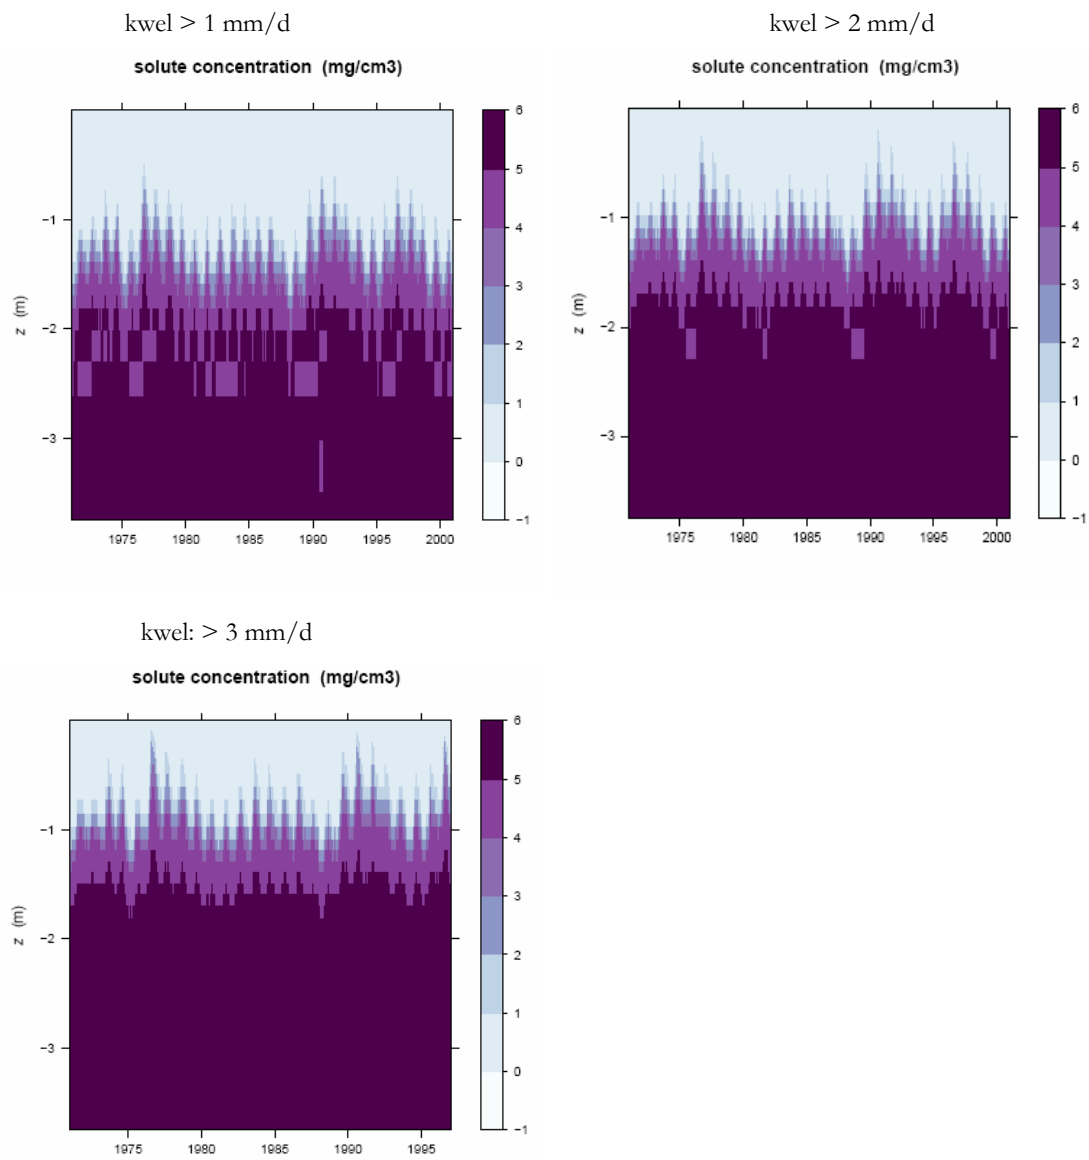 kwel > 1 mm/d
kwel > 2 mm/d
solute concentration (mg/cm3)
solute concentration (mg/cm3)
6
5
4
3
2
1
0
−1
z (m)
−1
−2
−3
1975 1980 1985 1990 1995 2000
6
5
4
3
2
1
0
−1
z (m)
−1
−2
−3
1975 1980 1985 1990 1995 2000
kwel: > 3 mm/d
solute concentration (mg/cm3)
6
5
4
3
2
1
0
−1
z (m)
−1
−2
−3
1975 1980 1985 1990 1995